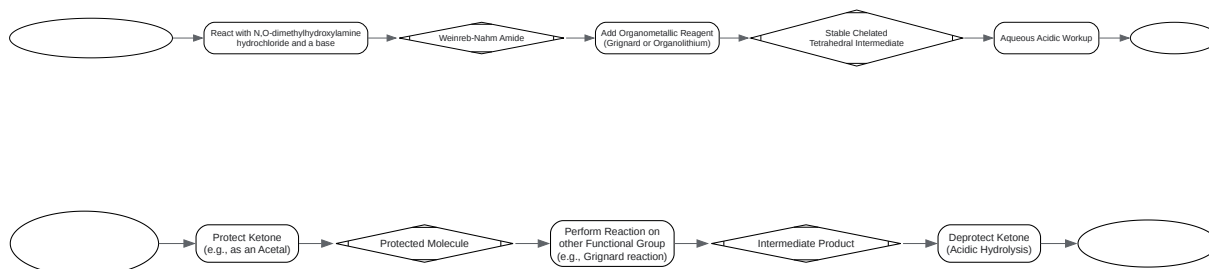 React with N,O-dimethylhydroxylamine
hydrochloride and a base
Weinreb-Nahm Amide
Add Organometallic Reagent
(Grignard or Organolithium)
Stable Chelated
Tetrahedral Intermediate
Aqueous Acidic Workup
Protect Ketone
(e.g., as an Acetal)
Protected Molecule
Perform Reaction on
other Functional Group
(e.g., Grignard reaction)
Intermediate Product
Deprotect Ketone
(Acidic Hydrolysis)